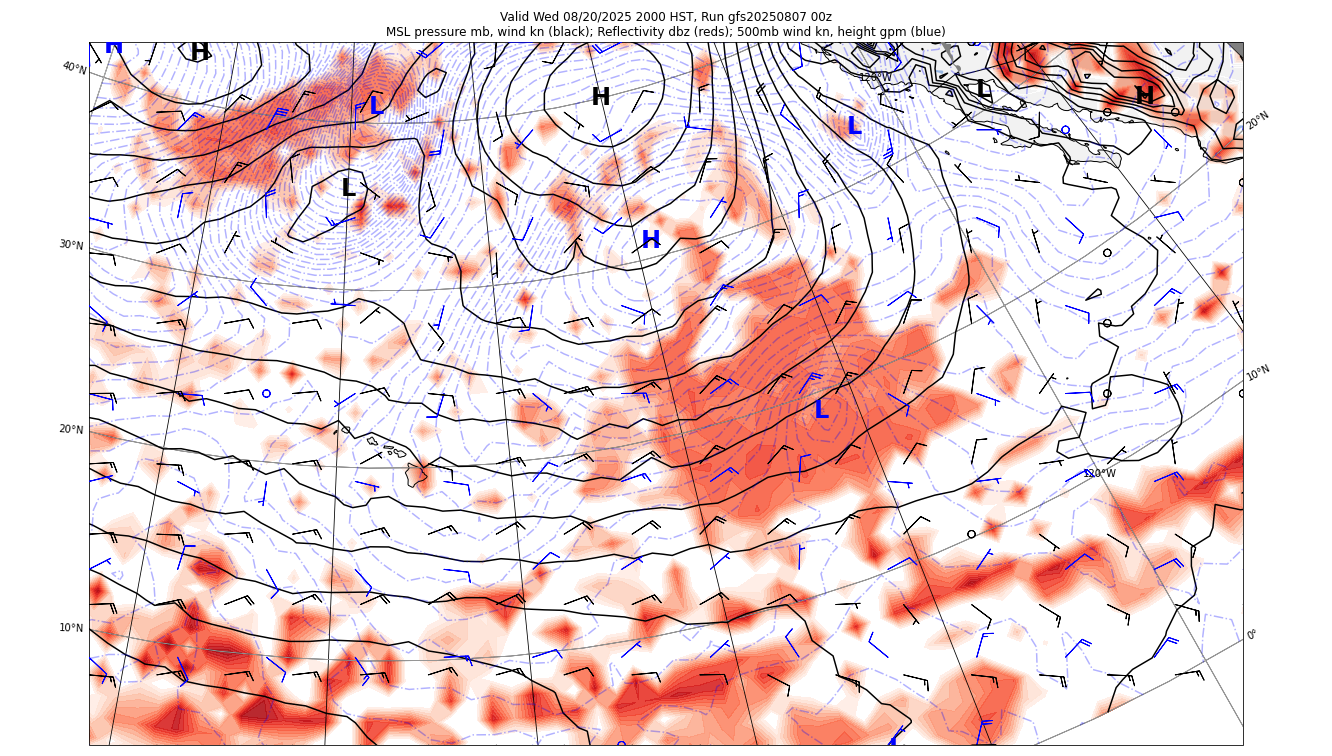 Valid Wed 08/20/2025 2000 HST, Run gfs20250807 00z
MSL pressure mb, wind kn (black); Reflectivity dbz (reds); 500mb wind kn, height gpm (blue)
H
H
40°N
120°W
L
H
20°N
L
H
L
L
30°N
H
10°N
L
20°N
120°W
10°N
0°
L